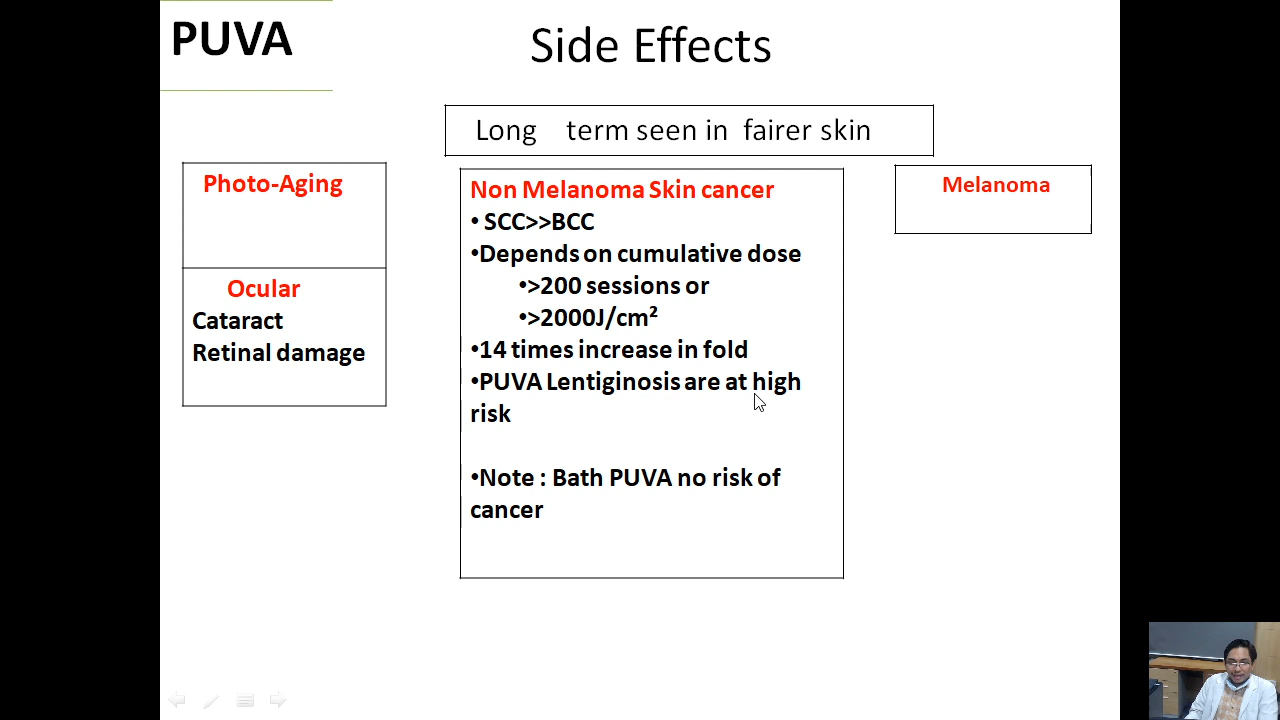 PUVA
Side Effects
Long term seen in fairer skin
Photo-Aging
Ocular
Cataract
Retinal damage
Non Melanoma Skin cancer
• SCC>>BCC
•Depends on cumulative dose
•>200 sessions or
•>2000J/cm²
•14 times increase in fold
•PUVA Lentiginosis are at high
risk
•Note : Bath PUVA no risk of
cancer
Melanoma